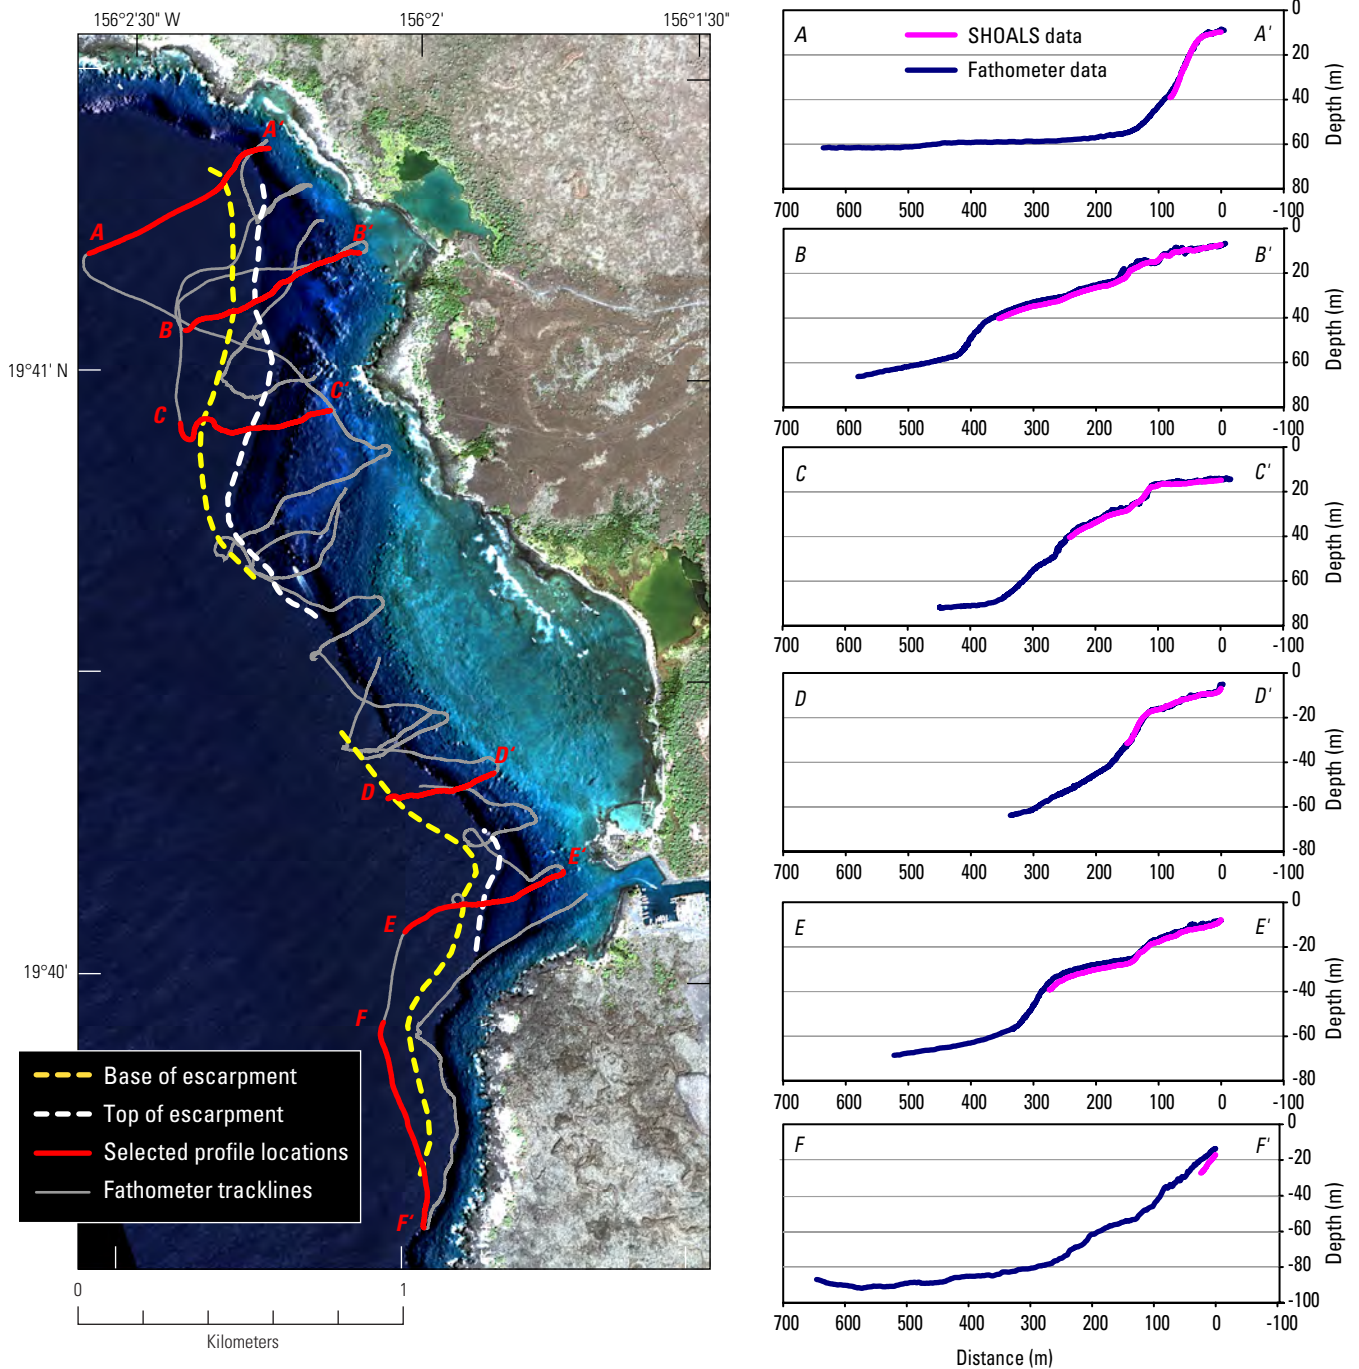 156°2'30" W
156°2'
156°1'30"
19°41' N
19°40'
A'
A
B'
B
C'
C
D'
D
E'
E
F
F'
Base of escarpment
Top of escarpment
Selected profile locations
Fathometer tracklines
0 1
Kilometers
A SHOALS data A'
Fathometer data
0
20
40
60
80
Depth (m)
700 600 500 400 300 200 100 0 -100
B B'
0
20
40
60
80
Depth (m)
700 600 500 400 300 200 100 0 -100
C C'
0
20
40
60
80
Depth (m)
700 600 500 400 300 200 100 0 -100
D D'
0
-20
-40
-60
-80
Depth (m)
700 600 500 400 300 200 100 0 -100
E E'
0
-20
-40
-60
-80
Depth (m)
700 600 500 400 300 200 100 0 -100
F F'
0
-20
-40
-60
-80
-100
Depth (m)
700 600 500 400 300 200 100 0 -100
Distance (m)